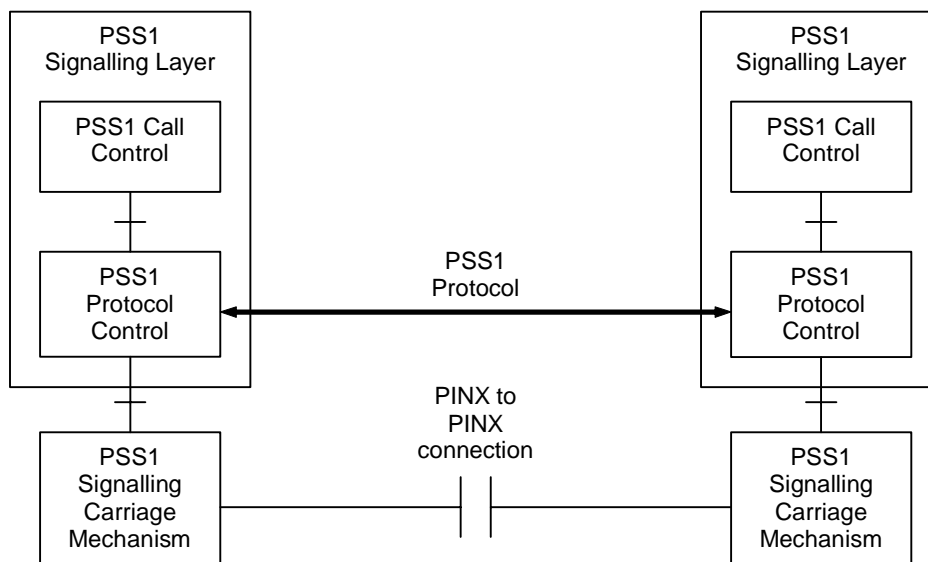 PSS1
Signalling Layer
PSS1 Call
Control
PSS1
Protocol
Control
PSS1
Signalling
Carriage
Mechanism
PSS1
Protocol
PINX to
PINX
connection
PSS1
Signalling Layer
PSS1 Call
Control
PSS1
Protocol
Control
PSS1
Signalling
Carriage
Mechanism